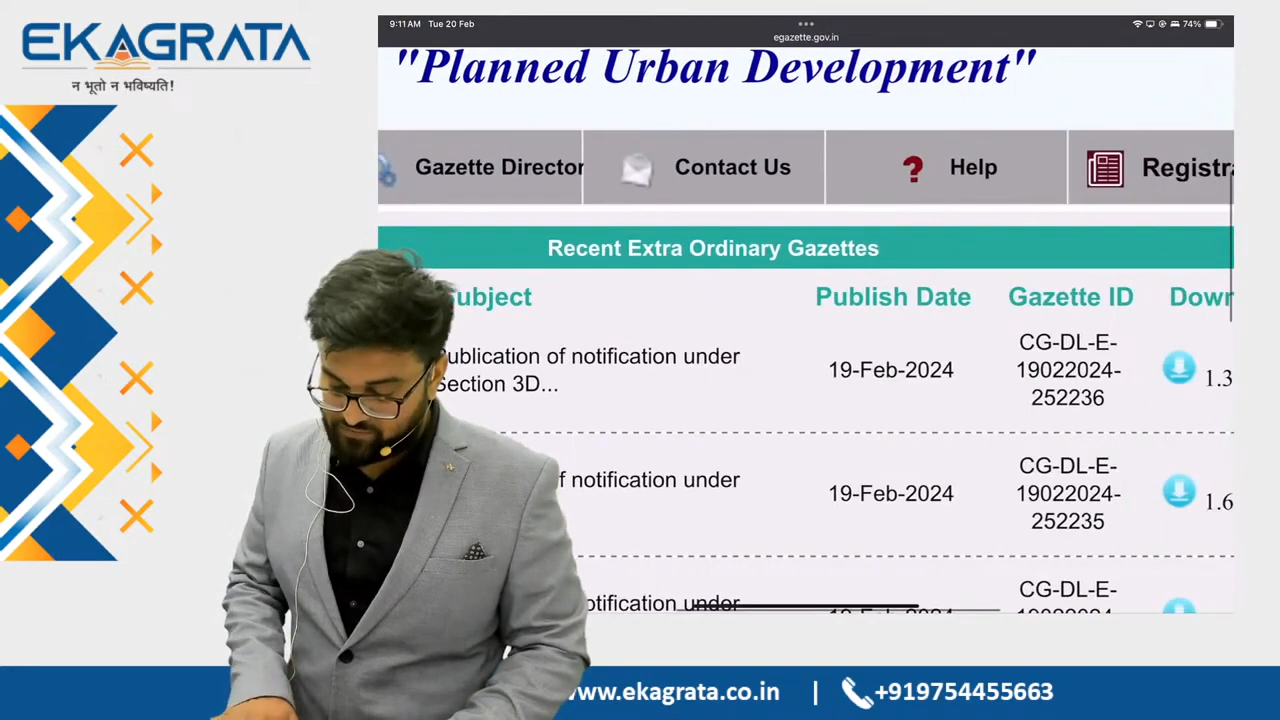 EKAGRATA
न भूतो न भविष्यति!
9:11 AM Tue 20 Feb
74%
egazette.gov.in
"Planned Urban Development"
Gazette Director
Contact Us
Help
Registr
Recent Extra Ordinary Gazettes
ubject
Publish Date
Gazette ID
Down
Publication of notification under
Section 3D...
19-Feb-2024
CG-DL-E-
19022024-
252236
1.3
f notification under
19-Feb-2024
CG-DL-E-
19022024-
252235
1.6
otification under
CG-DL-E-
www.ekagrata.co.in | +919754455663